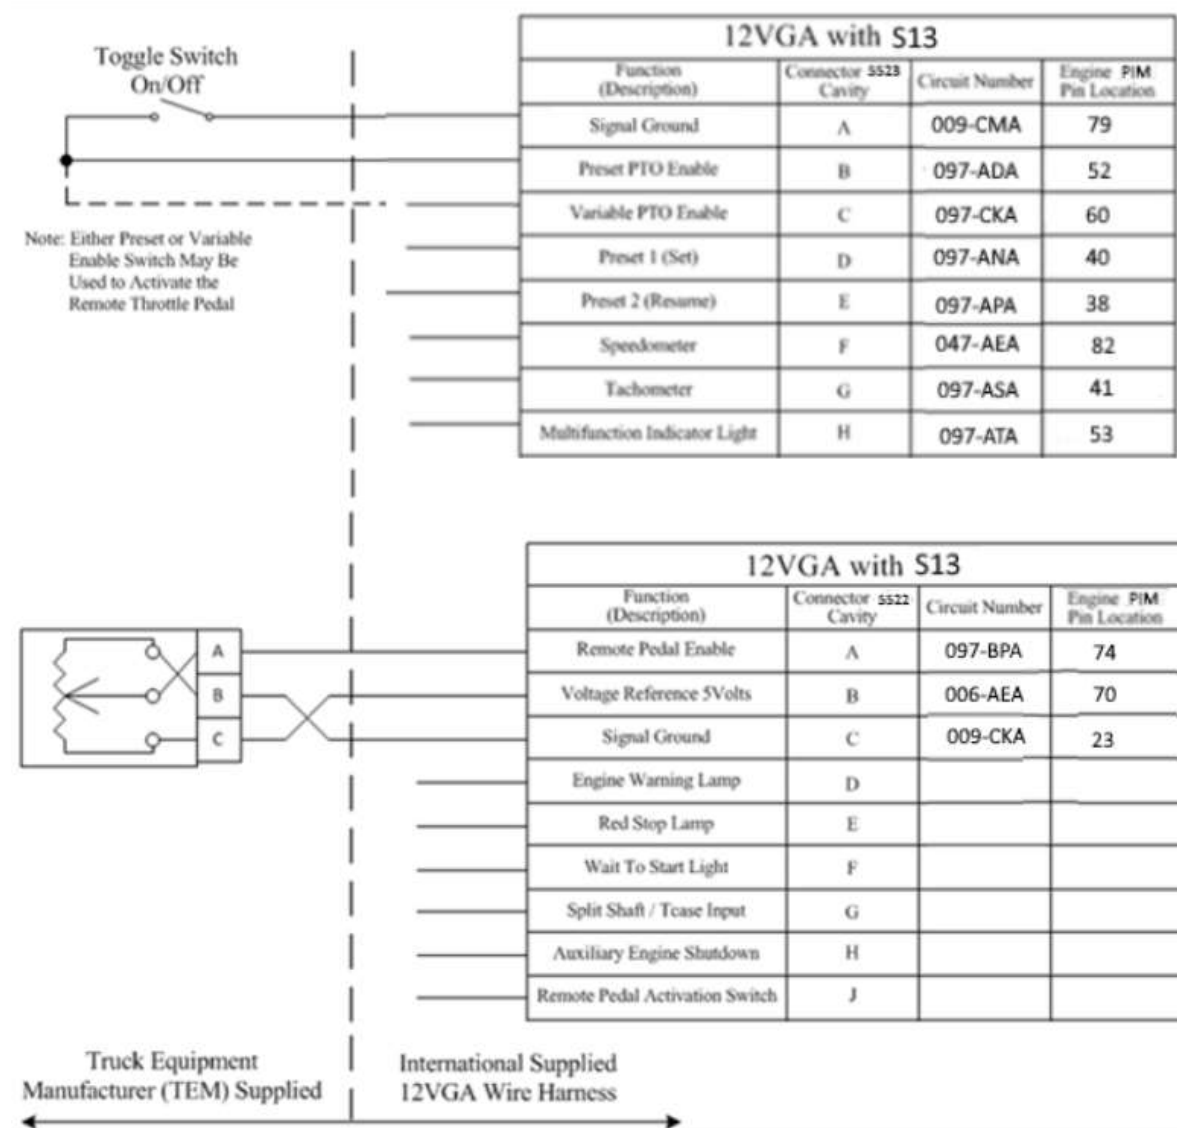 Toggle Switch
On/Off
Note: Either Preset or Variable
Enable Switch May Be
Used to Activate the
Remote Throttle Pedal
12VGA with S13
Function (Description) Connector 5523 Cavity Circuit Number Engine PIM Pin Location
Signal Ground A 009-CMA 79
Preset PTO Enable B 097-ADA 52
Variable PTO Enable C 097-CKA 60
Preset 1 (Set) D 097-ANA 40
Preset 2 (Resume) E 097-APA 38
Speedometer F 047-AEA 82
Tachometer G 097-ASA 41
Multifunction Indicator Light H 097-ATA 53
12VGA with S13
Function (Description) Connector 5522 Cavity Circuit Number Engine PIM Pin Location
A
B
C
Remote Pedal Enable A 097-BPA 74
Voltage Reference 5Volts B 006-AEA 70
Signal Ground C 009-CKA 23
Engine Warning Lamp D
Red Stop Lamp E
Wait To Start Light F
Split Shaft / Tcase Input G
Auxiliary Engine Shutdown H
Remote Pedal Activation Switch J
Truck Equipment
Manufacturer (TEM) Supplied
International Supplied
12VGA Wire Harness